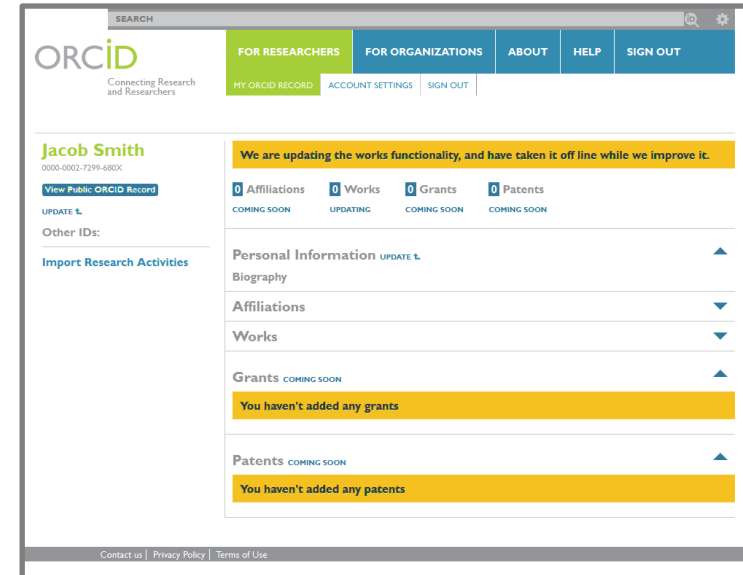 SEARCH
iD
ORCiD
Connecting Research
and Researchers
FOR RESEARCHERS FOR ORGANIZATIONS ABOUT HELP SIGN OUT
MY ORCID RECORD ACCOUNT SETTINGS SIGN OUT
Jacob Smith
0000-0002-7299-680X
View Public ORCID Record
UPDATE
Other IDs:
Import Research Activities
We are updating the works functionality, and have taken it off line while we improve it.
0 Affiliations 0 Works 0 Grants 0 Patents
COMING SOON UPDATING COMING SOON COMING SOON
Personal Information UPDATE
Biography
Affiliations
Works
Grants COMING SOON
You haven't added any grants
Patents COMING SOON
You haven't added any patents
Contact us | Privacy Policy | Terms of Use